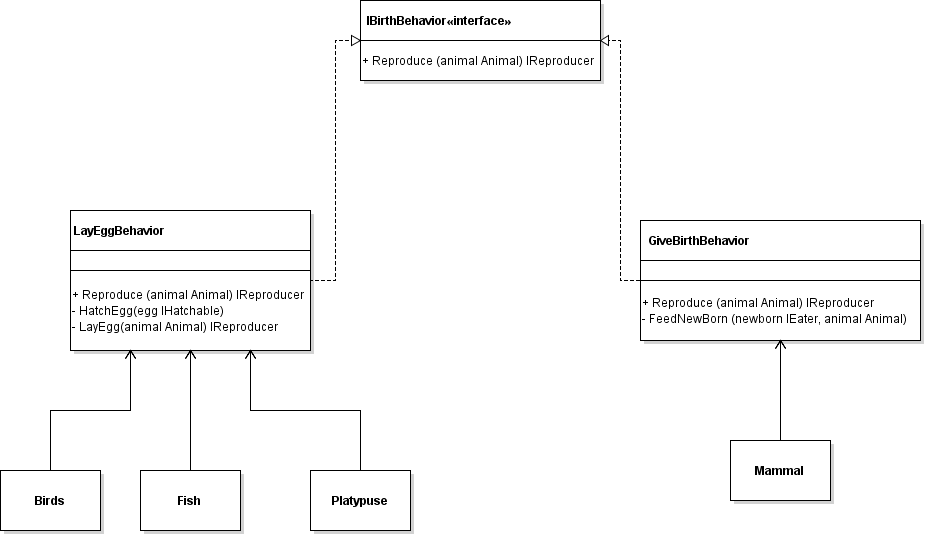 IBirthBehavior«interface»
+ Reproduce (animal Animal) IReproducer
LayEggBehavior
+ Reproduce (animal Animal) IReproducer
- HatchEgg(egg IHatchable)
- LayEgg(animal Animal) IReproducer
GiveBirthBehavior
+ Reproduce (animal Animal) IReproducer
- FeedNewBorn (newborn IEater, animal Animal)
Birds
Fish
Platypuse
Mammal